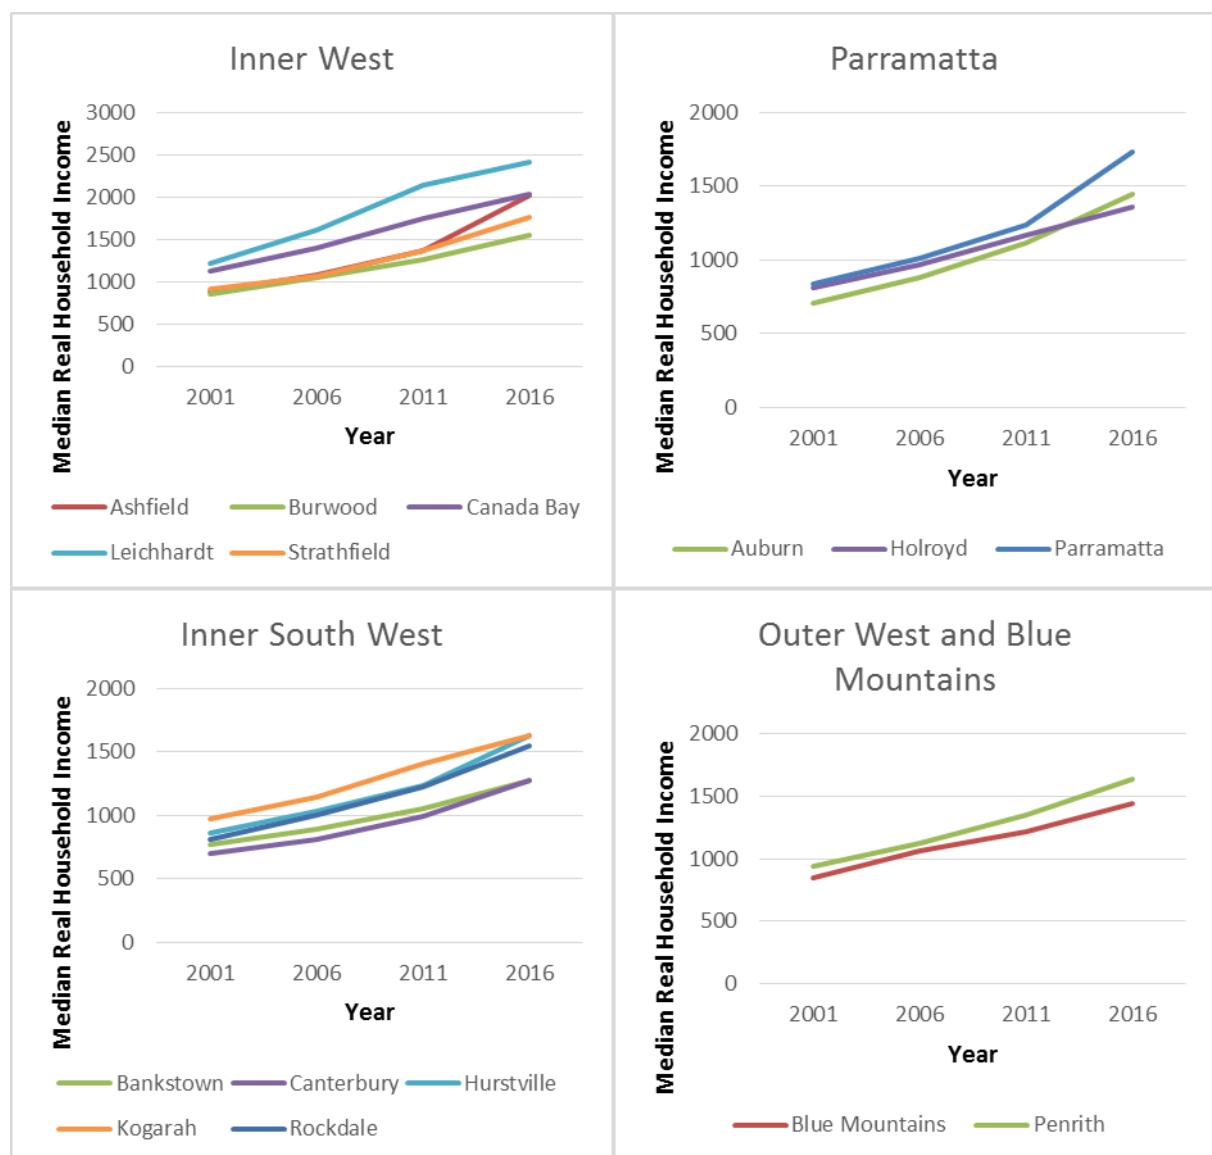 Inner West
Median Real Household Income
3000
2500
2000
1500
1000
500
0
2001 2006 2011 2016
Year
Ashfield Burwood Canada Bay
Leichhardt Strathfield
Parramatta
Median Real Household Income
2000
1500
1000
500
0
2001 2006 2011 2016
Year
Auburn Holroyd Parramatta
Inner South West
Median Real Household Income
2000
1500
1000
500
0
2001 2006 2011 2016
Year
Bankstown Canterbury Hurstville
Kogarah Rockdale
Outer West and Blue
Mountains
Median Real Household Income
2000
1500
1000
500
0
2001 2006 2011 2016
Year
Blue Mountains Penrith